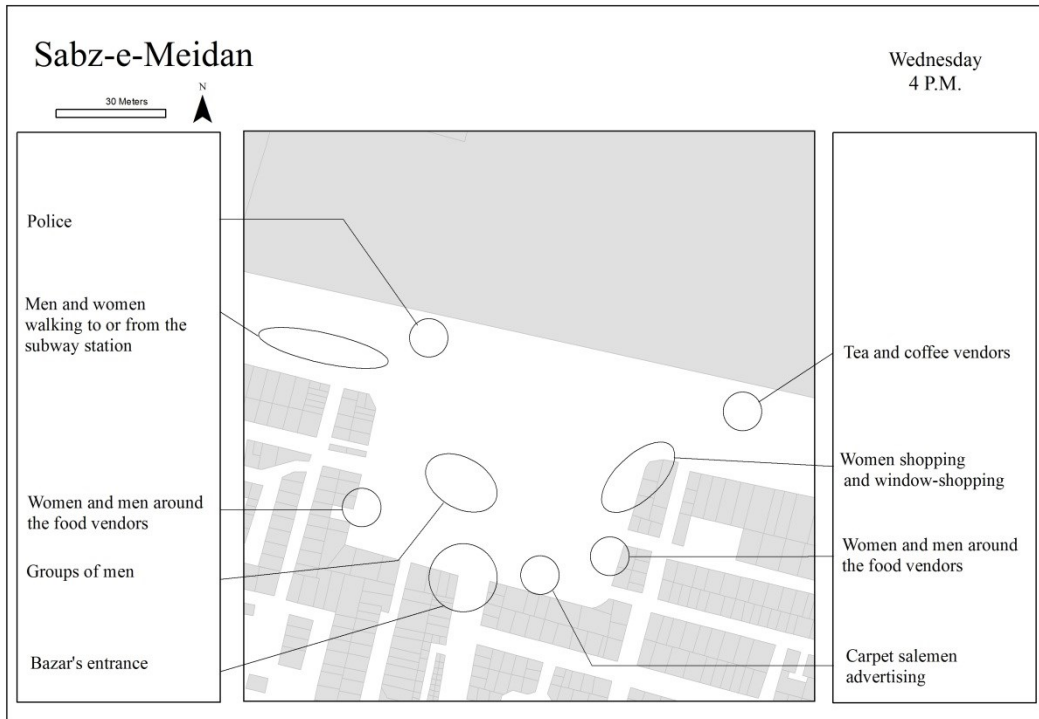 Sabz-e-Meidan
Wednesday
4 P.M.
30 Meters
N
Police
Men and women
walking to or from the
subway station
Women and men around
the food vendors
Groups of men
Bazar's entrance
Tea and coffee vendors
Women shopping
and window-shopping
Women and men around
the food vendors
Carpet salemen
advertising